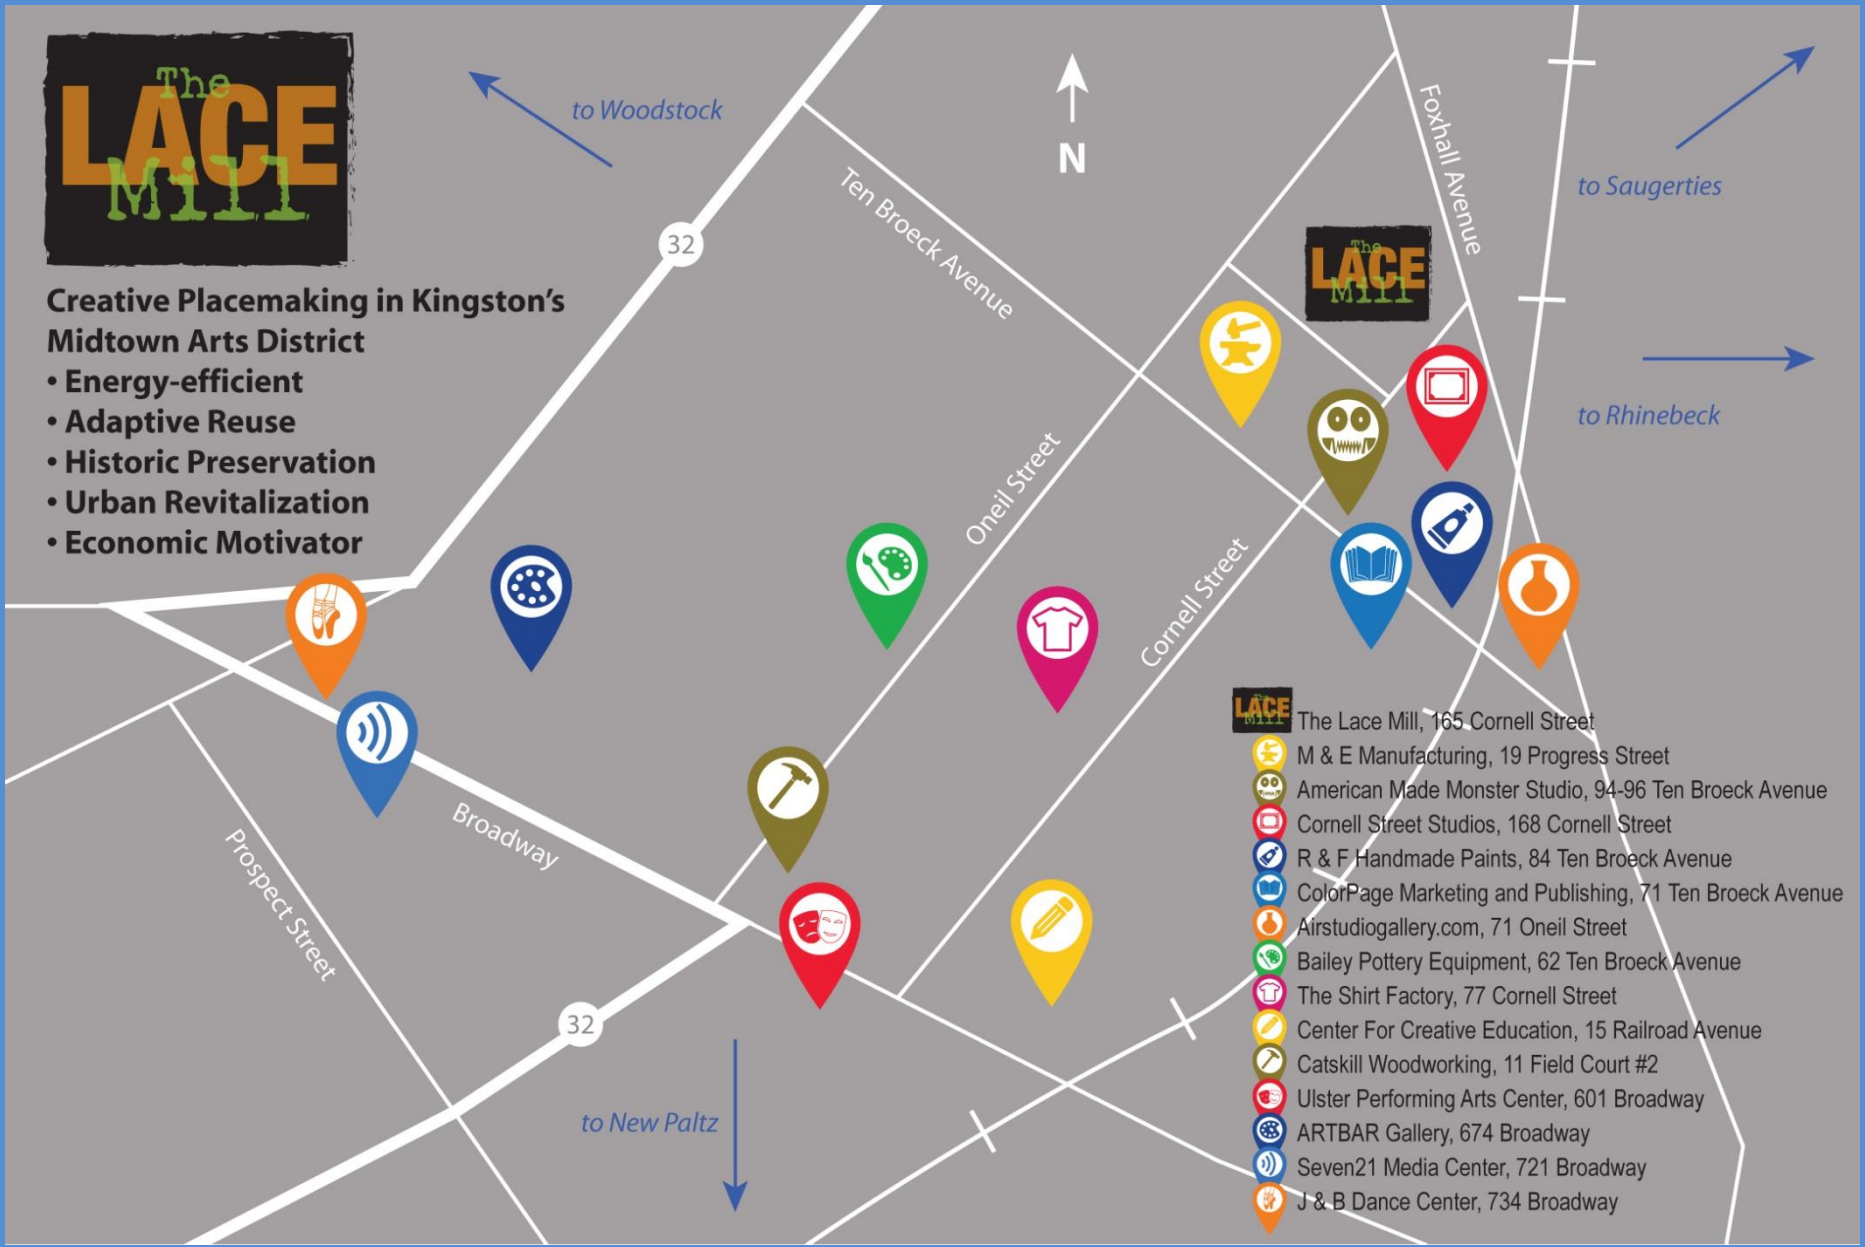 The
LACE
Mill
Creative Placemaking in Kingston's
Midtown Arts District
• Energy-efficient
• Adaptive Reuse
• Historic Preservation
• Urban Revitalization
• Economic Motivator
to Woodstock
32
N
Ten Broeck Avenue
Foxhall Avenue
to Saugerties
The
LACE
Mill
to Rhinebeck
Oneil Street
Cornell Street
Broadway
Prospect Street
32
to New Paltz
The
LACE
Mill
The Lace Mill, 165 Cornell Street
M & E Manufacturing, 19 Progress Street
American Made Monster Studio, 94-96 Ten Broeck Avenue
Cornell Street Studios, 168 Cornell Street
R & F Handmade Paints, 84 Ten Broeck Avenue
ColorPage Marketing and Publishing, 71 Ten Broeck Avenue
Airstudiogallery.com, 71 Oneil Street
Bailey Pottery Equipment, 62 Ten Broeck Avenue
The Shirt Factory, 77 Cornell Street
Center For Creative Education, 15 Railroad Avenue
Catskill Woodworking, 11 Field Court #2
Ulster Performing Arts Center, 601 Broadway
ARTBAR Gallery, 674 Broadway
Seven21 Media Center, 721 Broadway
J & B Dance Center, 734 Broadway